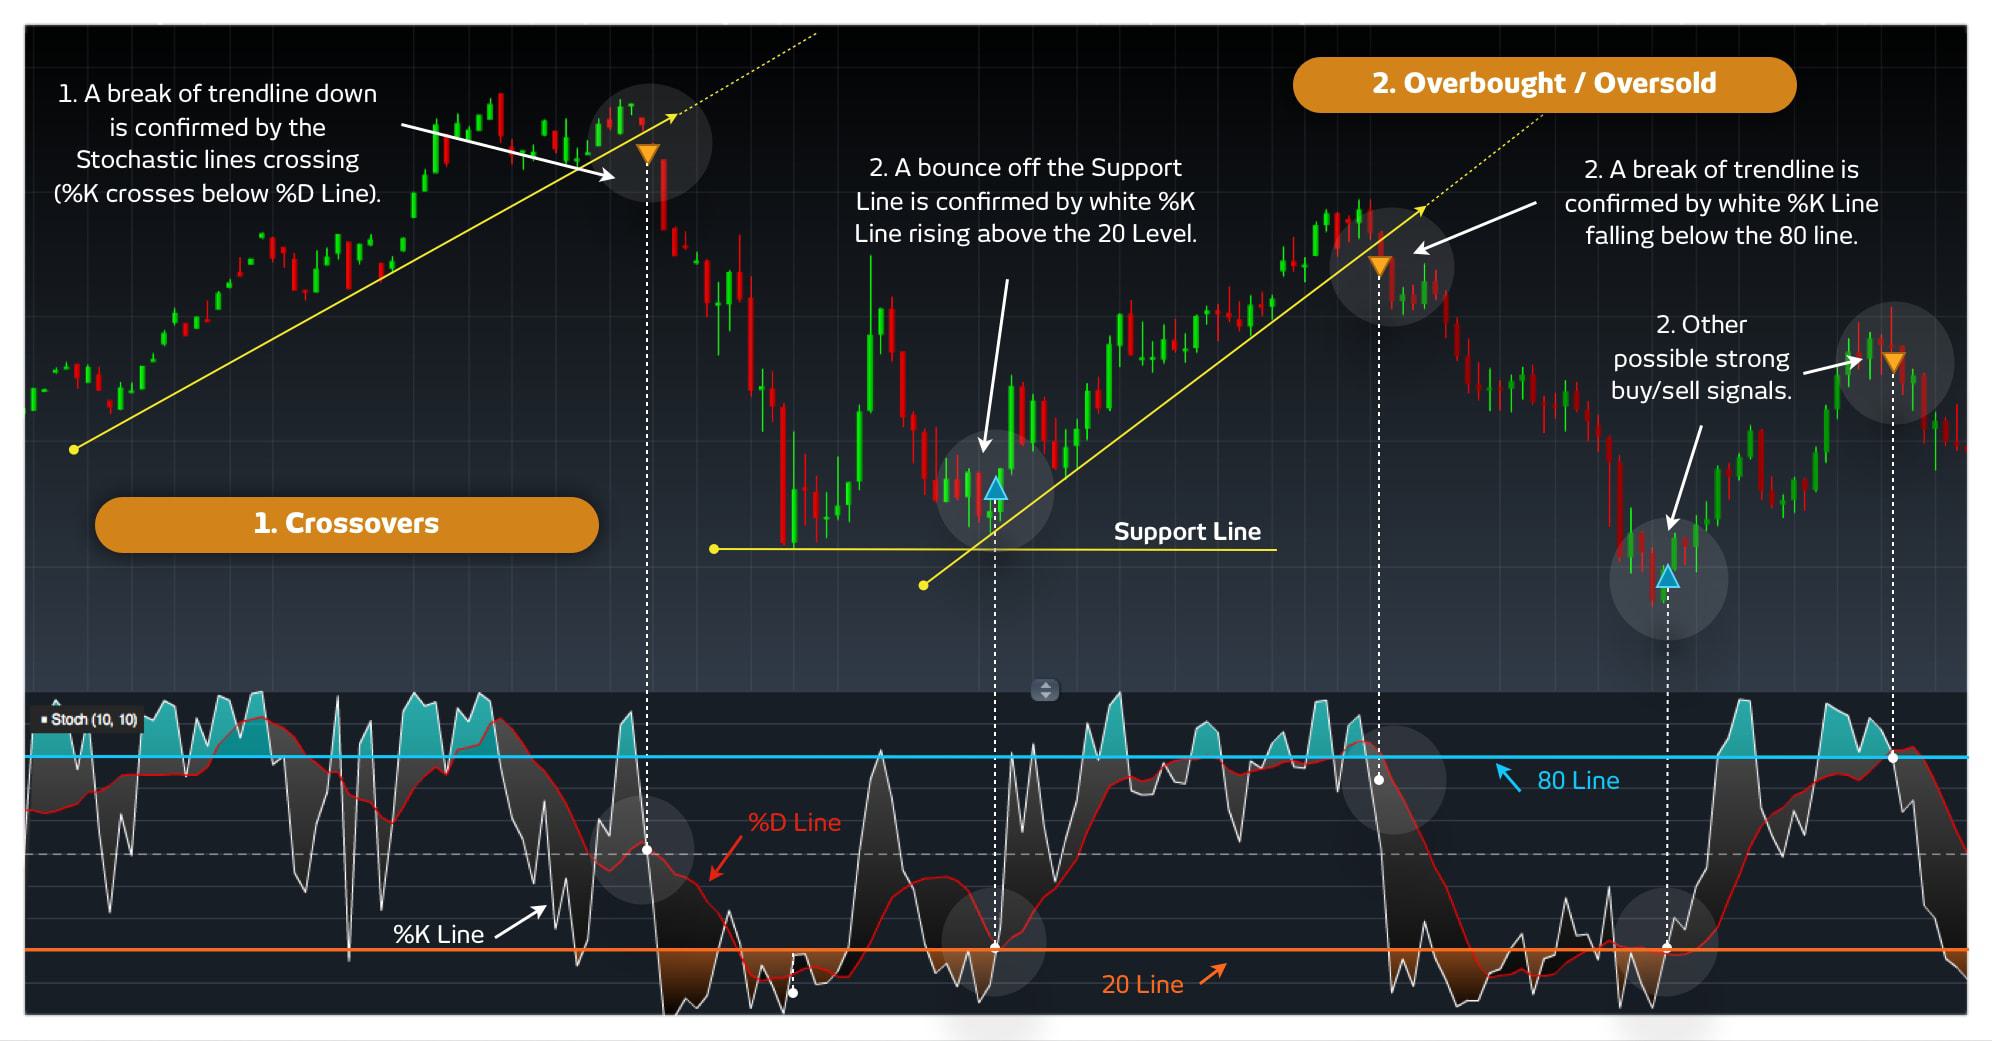 1. A break of trendline down
is confirmed by the
Stochastic lines crossing
(%K crosses below %D Line).
2. Overbought / Oversold
2. A bounce off the Support
Line is confirmed by white %K
Line rising above the 20 Level.
2. A break of trendline is
confirmed by white %K Line
falling below the 80 line.
2. Other
possible strong
buy/sell signals.
1. Crossovers
Support Line
Stoch (10, 10)
80 Line
%D Line
%K Line
20 Line